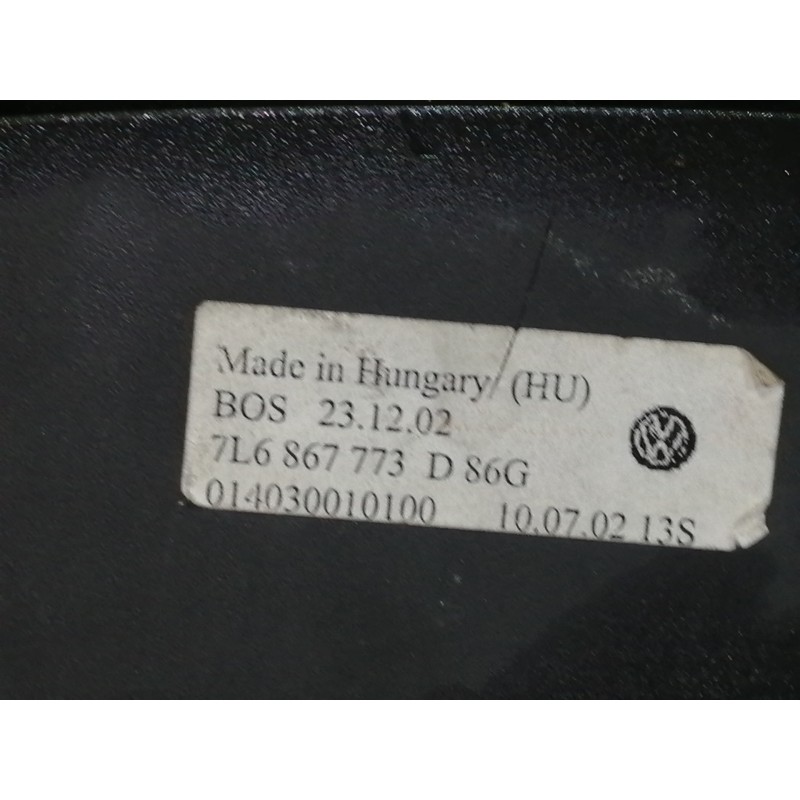 Made in Hungary (HU)
BOS 23.12.02
7L6 867 773 D 86G
014030010100 10.07.02 13S